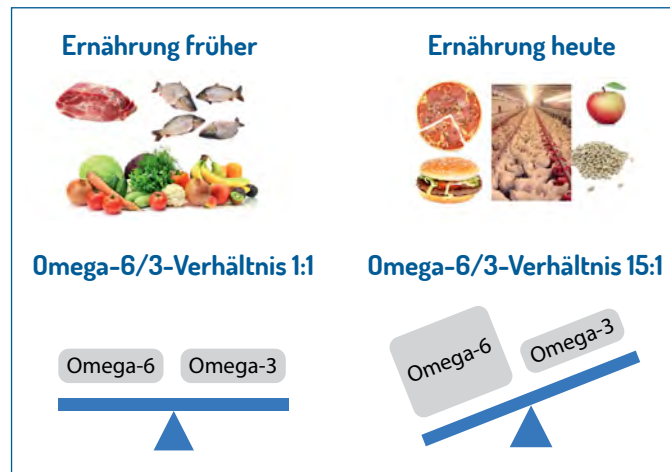 Ernährung früher
Ernährung heute
Omega-6/3-Verhältnis 1:1
Omega-6/3-Verhältnis 15:1
Omega-6
Omega-3
Omega-6
Omega-3